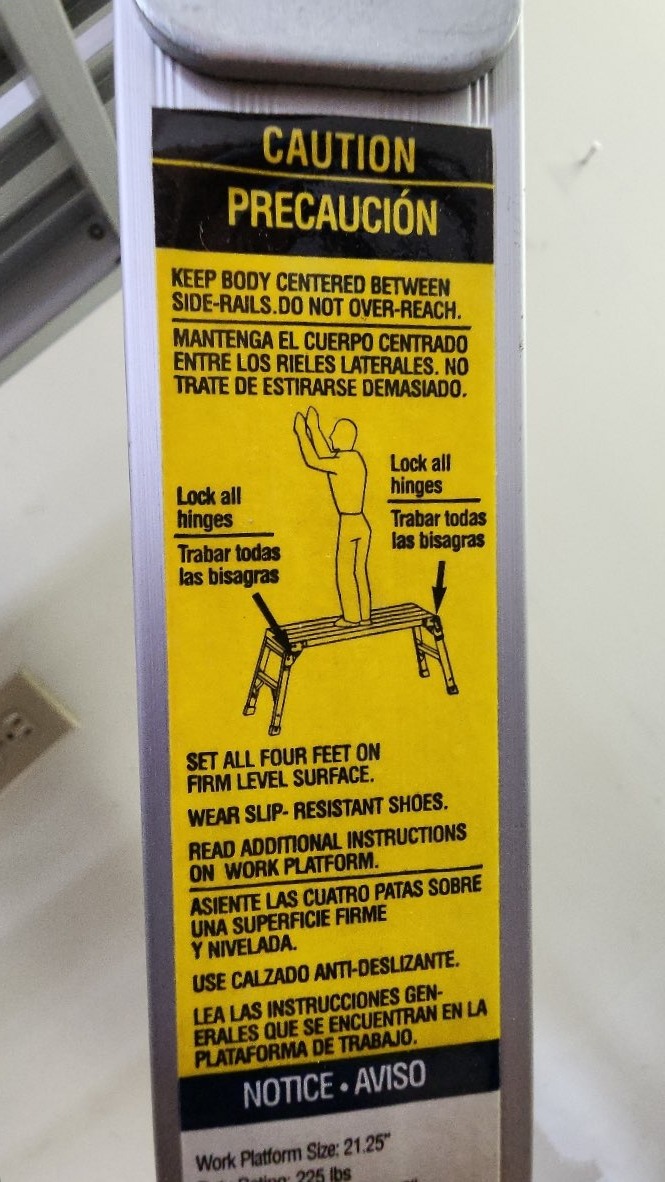 CAUTION
PRECAUCIÓN
KEEP BODY CENTERED BETWEEN
SIDE-RAILS.DO NOT OVER-REACH.
MANTENGA EL CUERPO CENTRADO
ENTRE LOS RIELES LATERALES. NO
TRATE DE ESTIRARSE DEMASIADO.
Lock all
hinges
Trabar todas
las bisagras
Lock all
hinges
Trabar todas
las bisagras
SET ALL FOUR FEET ON
FIRM LEVEL SURFACE.
WEAR SLIP- RESISTANT SHOES.
READ ADDITIONAL INSTRUCTIONS
ON WORK PLATFORM.
ASIENTE LAS CUATRO PATAS SOBRE
UNA SUPERFICIE FIRME
Y NIVELADA.
USE CALZADO ANTI-DESLIZANTE.
LEA LAS INSTRUCCIONES GEN-
ERALES QUE SE ENCUENTRAN EN LA
PLATAFORMA DE TRABAJO.
NOTICE • AVISO
Work Platform Size: 21.25"
Rating: 225 lbs